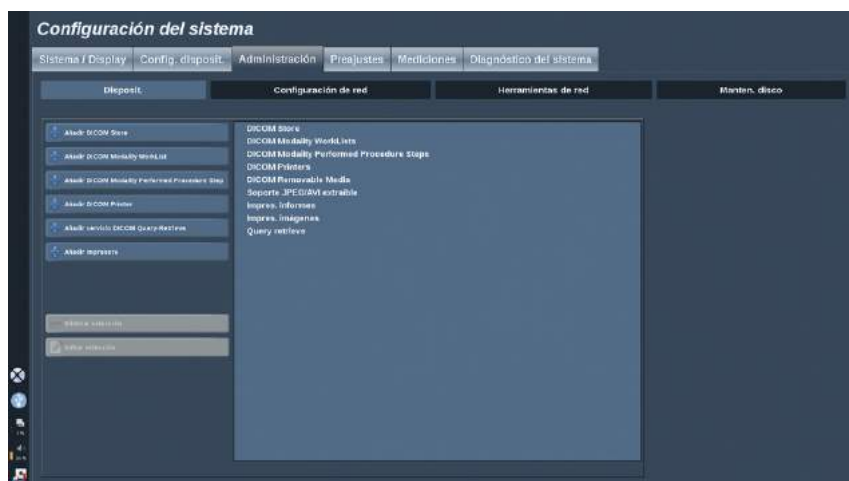 Configuración del sistema
Sistema / Display Config. disposit. Administración Preajustes Mediciones Diagnóstico del sistema
Disposit. Configuración de red Herramientas de red Manten. disco
Añadir DICOM Store
Añadir DICOM Modality WorkList
Añadir DICOM Modality Performed Procedure Step
Añadir DICOM Printer
Añadir servicio DICOM Query-Retrieve
Añadir impresora
DICOM Store
DICOM Modality WorkLists
DICOM Modality Performed Procedure Steps
DICOM Printers
DICOM Removable Media
Soporte JPEG/AVI extraíble
Impres. informes
Impres. imágenes
Query retrieve
selección
Editar selección